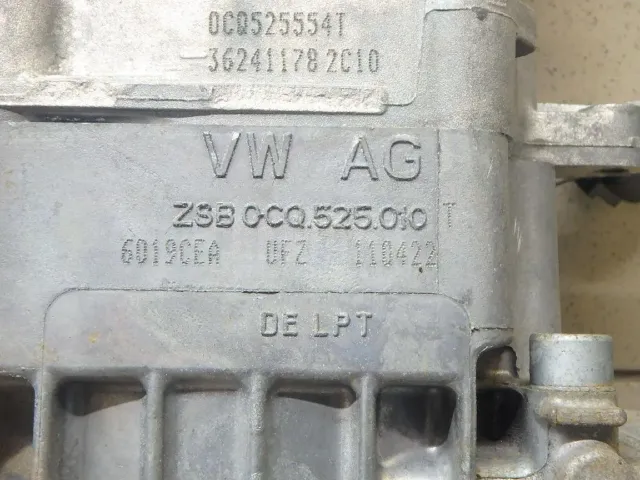 0CQ525554T
36241178 2C10
VW AG
ZSB 0CQ.525.010 T
6019CEA UFZ 110422
DE LPT